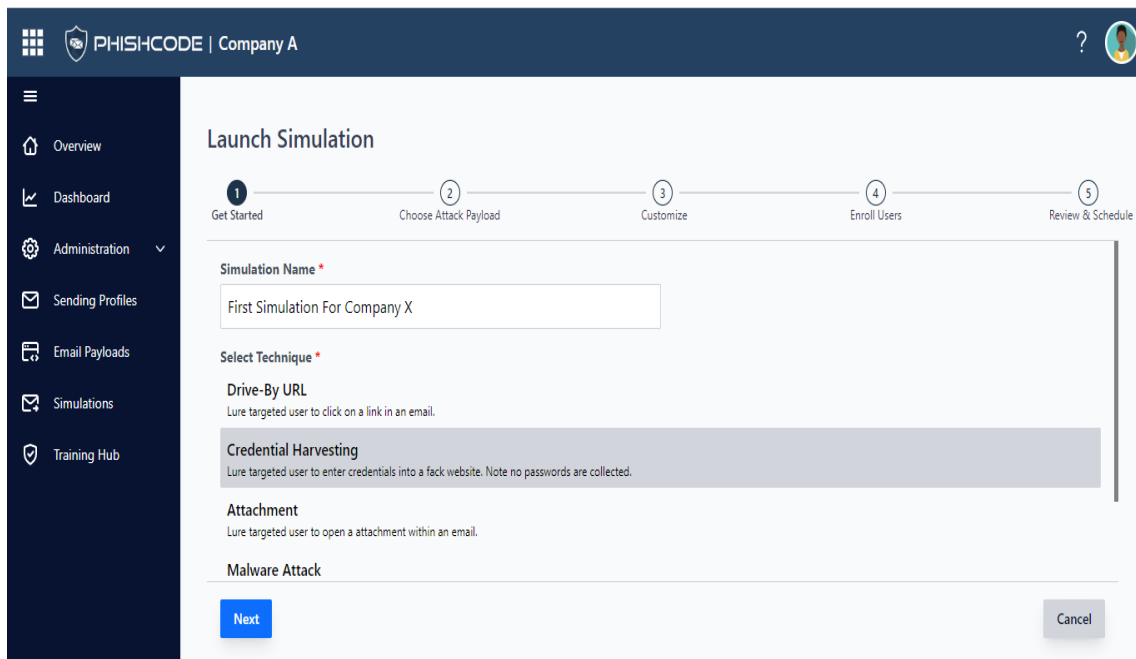 PHISHCODE | Company A
?
Overview
Dashboard
Administration
Sending Profiles
Email Payloads
Simulations
Training Hub
Launch Simulation
1 2 3 4 5
Get Started Choose Attack Payload Customize Enroll Users Review & Schedule
Simulation Name *
First Simulation For Company X
Select Technique *
Drive-By URL
Lure targeted user to click on a link in an email.
Credential Harvesting
Lure targeted user to enter credentials into a fack website. Note no passwords are collected.
Attachment
Lure targeted user to open a attachment within an email.
Malware Attack
Next Cancel